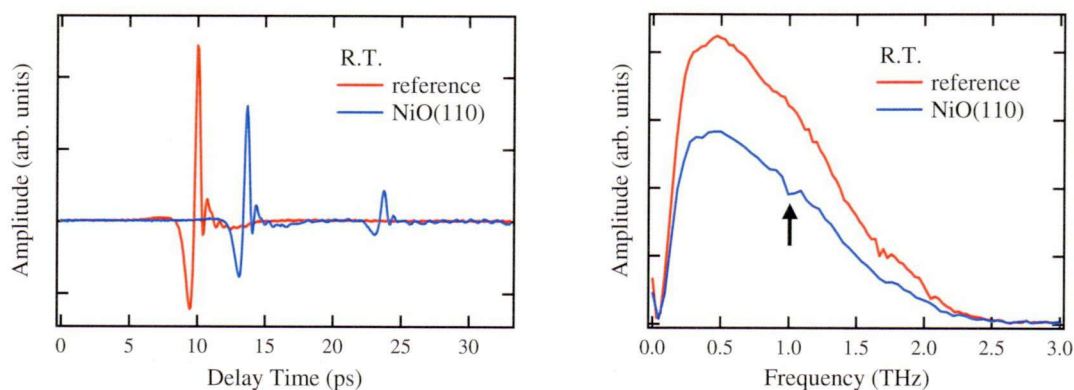 Amplitude (arb. units)
R.T.
reference
NiO(110)
0
5
10
15
20
25
30
Delay Time (ps)
Amplitude (arb. units)
R.T.
reference
NiO(110)
0.0
0.5
1.0
1.5
2.0
2.5
3.0
Frequency (THz)